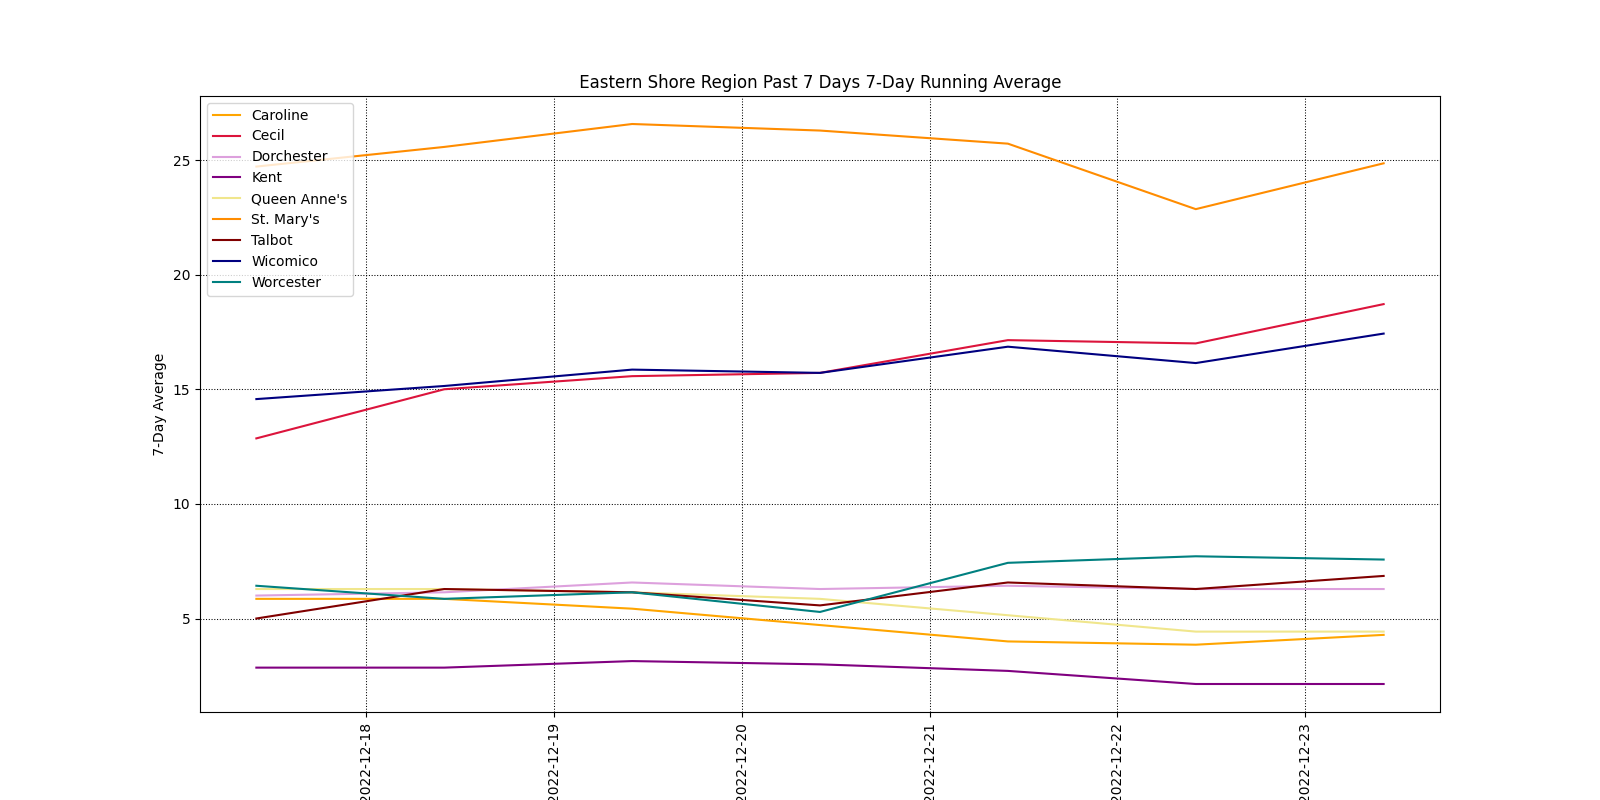 Eastern Shore Region Past 7 Days 7-Day Running Average
Caroline
Cecil
Dorchester
Kent
Queen Anne's
St. Mary's
Talbot
Wicomico
Worcester
25
20
15
10
5
7-Day Average
2022-12-18
2022-12-19
2022-12-20
2022-12-21
2022-12-22
2022-12-23